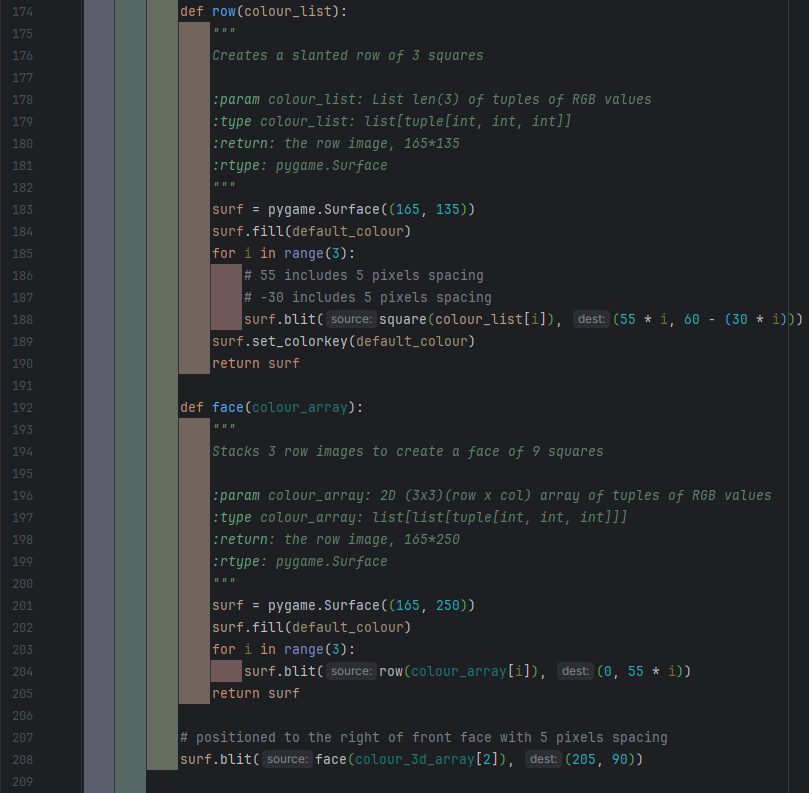 174 def row(colour_list):
175 """
176 Creates a slanted row of 3 squares
177
178 :param colour_list: List len(3) of tuples of RGB values
179 :type colour_list: list[tuple[int, int, int]]
180 :return: the row image, 165*135
181 :rtype: pygame.Surface
182 """
183 surf = pygame.Surface((165, 135))
184 surf.fill(default_colour)
185 for i in range(3):
186 # 55 includes 5 pixels spacing
187 # -30 includes 5 pixels spacing
188 surf.blit( source: square(colour_list[i]), dest: (55 * i, 60 - (30 * i)))
189 surf.set_colorkey(default_colour)
190 return surf
191
192 def face(colour_array):
193 """
194 Stacks 3 row images to create a face of 9 squares
195
196 :param colour_array: 2D (3x3)(row x col) array of tuples of RGB values
197 :type colour_array: list[list[tuple[int, int, int]]]
198 :return: the row image, 165*250
199 :rtype: pygame.Surface
200 """
201 surf = pygame.Surface((165, 250))
202 surf.fill(default_colour)
203 for i in range(3):
204 surf.blit( source: row(colour_array[i]), dest: (0, 55 * i))
205 return surf
206
207 # positioned to the right of front face with 5 pixels spacing
208 surf.blit( source: face(colour_3d_array[2]), dest: (205, 90))
209